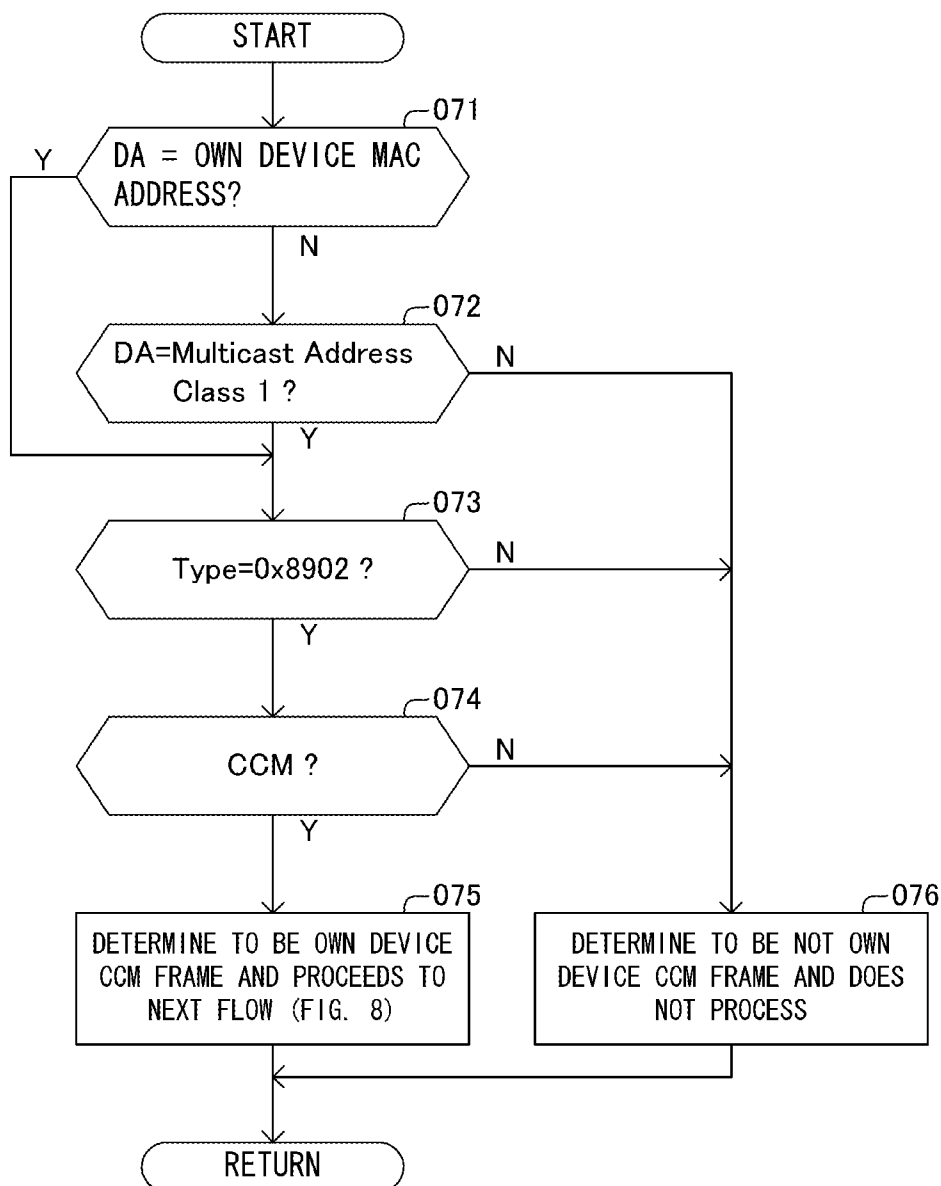 START
071
DA = OWN DEVICE MAC
ADDRESS?
Y
N
072
DA=Multicast Address
Class 1 ?
N
Y
073
Type=0x8902 ?
N
Y
074
CCM ?
N
Y
075
DETERMINE TO BE OWN DEVICE
CCM FRAME AND PROCEEDS TO
NEXT FLOW (FIG. 8)
076
DETERMINE TO BE NOT OWN
DEVICE CCM FRAME AND DOES
NOT PROCESS
RETURN